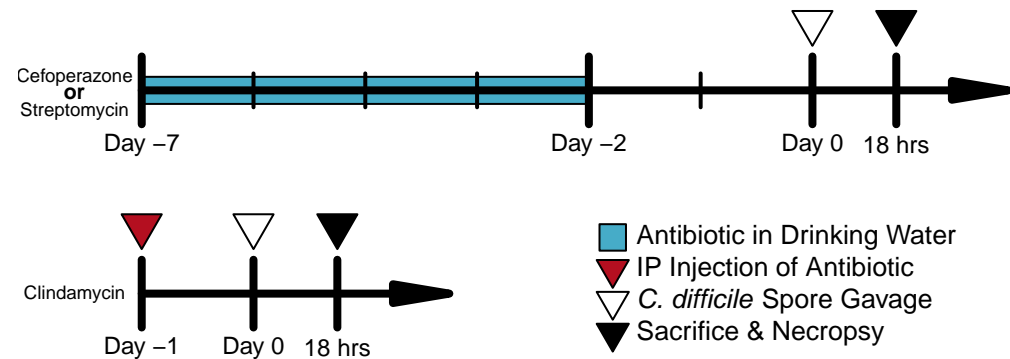 Cefoperazone
or
Streptomycin
Day −7
Day −2
Day 0
18 hrs
Clindamycin
Day −1
Day 0
18 hrs
Antibiotic in Drinking Water
IP Injection of Antibiotic
C. difficile Spore Gavage
Sacrifice & Necropsy